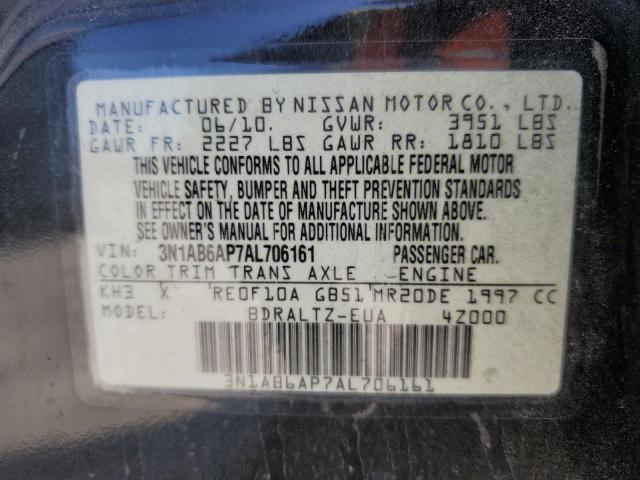 MANUFACTURED BY NISSAN MOTOR CO., LTD.
DATE: 06/10. GVWR: 3951 LBS
GAWR FR: 2227 LBS GAWR RR: 1810 LBS
THIS VEHICLE CONFORMS TO ALL APPLICABLE FEDERAL MOTOR
VEHICLE SAFETY, BUMPER AND THEFT PREVENTION STANDARDS
IN EFFECT ON THE DATE OF MANUFACTURE SHOWN ABOVE.
SEE OWNER'S MANUAL FOR ADDITIONAL INFORMATION.
VIN: 3N1AB6AP7AL706161 PASSENGER CAR.
COLOR TRIM TRANS AXLE ENGINE
KH3 X RE0F10A GB51 MR20DE 1997 CC
MODEL: BDRALTZ-EUA 4Z000
3N1AB6AP7AL706161